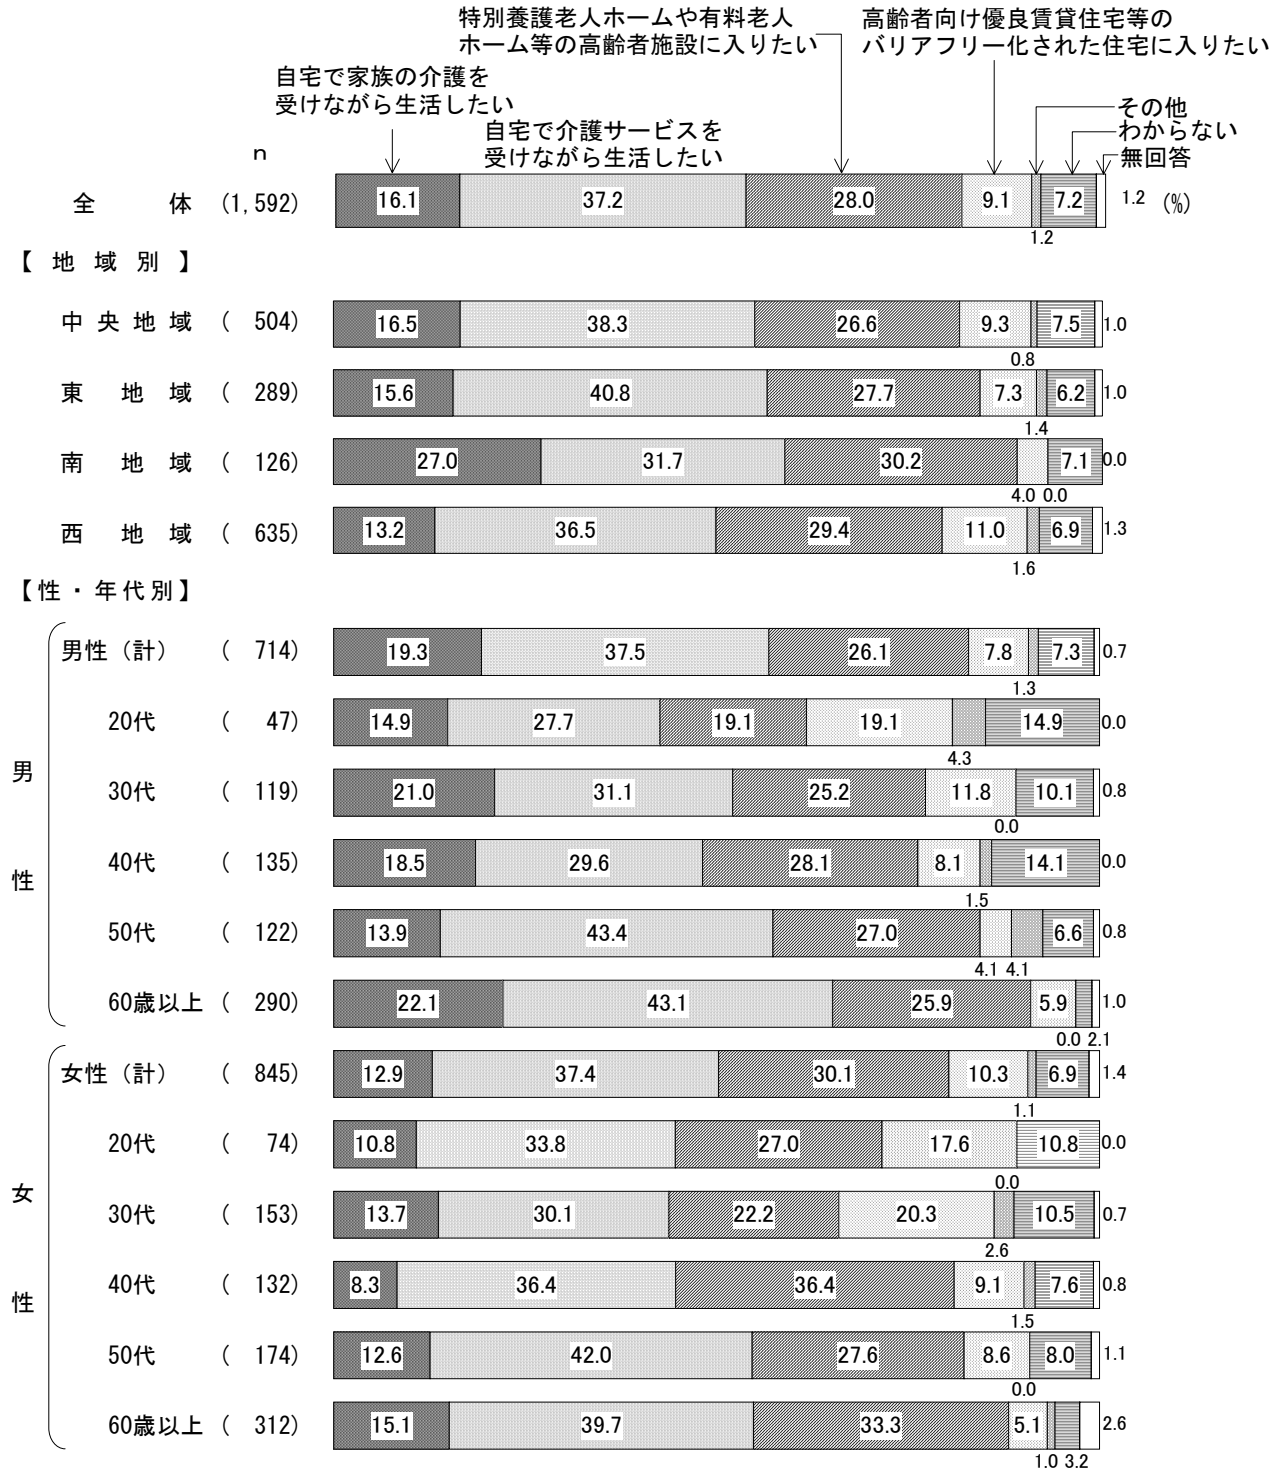 特別養護老人ホームや有料老人
ホーム等の高齢者施設に入りたい
高齢者向け優良賃貸住宅等の
バリアフリー化された住宅に入りたい
自宅で家族の介護を
受けながら生活したい
自宅で介護サービスを
受けながら生活したい
その他
わからない
無回答
n
全 体 (1,592) 16.1 37.2 28.0 9.1 7.2 1.2 (%)
1.2
【 地 域 別 】
中央地域 ( 504) 16.5 38.3 26.6 9.3 7.5 1.0
0.8
東 地 域 ( 289) 15.6 40.8 27.7 7.3 6.2 1.0
1.4
南 地 域 ( 126) 27.0 31.7 30.2 7.1 0.0
4.0 0.0
西 地 域 ( 635) 13.2 36.5 29.4 11.0 6.9 1.3
1.6
【性・年代別】
男性（計） ( 714) 19.3 37.5 26.1 7.8 7.3 0.7
1.3
20代 ( 47) 14.9 27.7 19.1 19.1 14.9 0.0
4.3
男
30代 ( 119) 21.0 31.1 25.2 11.8 10.1 0.8
0.0
40代 ( 135) 18.5 29.6 28.1 8.1 14.1 0.0
性
1.5
50代 ( 122) 13.9 43.4 27.0 6.6 0.8
4.1 4.1
60歳以上 ( 290) 22.1 43.1 25.9 5.9 1.0
0.0 2.1
女性（計） ( 845) 12.9 37.4 30.1 10.3 6.9 1.4
1.1
20代 ( 74) 10.8 33.8 27.0 17.6 10.8 0.0
0.0
女
30代 ( 153) 13.7 30.1 22.2 20.3 10.5 0.7
2.6
40代 ( 132) 8.3 36.4 36.4 9.1 7.6 0.8
性
1.5
50代 ( 174) 12.6 42.0 27.6 8.6 8.0 1.1
0.0
60歳以上 ( 312) 15.1 39.7 33.3 5.1 2.6
1.0 3.2